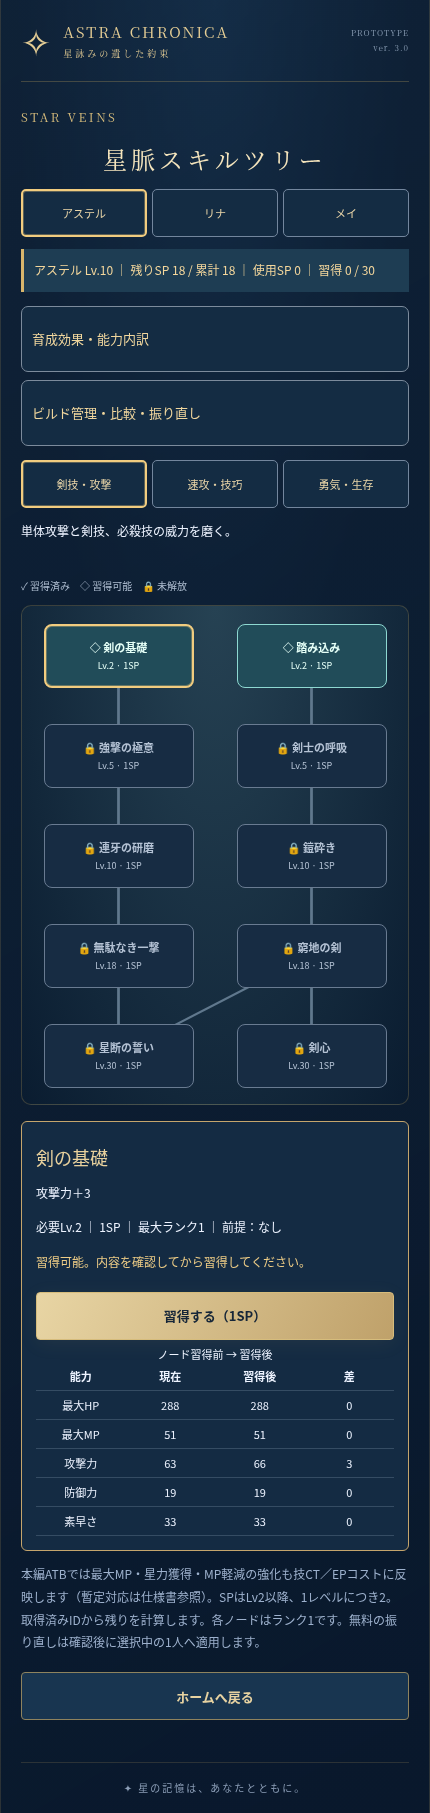 ASTRA CHRONICA
星詠みの遺した約束
PROTOTYPE
ver. 3.0
STAR VEINS
星脈スキルツリー
アステル
リナ
メイ
アステル Lv.10 ｜ 残りSP 18 / 累計 18 ｜ 使用SP 0 ｜ 習得 0 / 30
育成効果・能力内訳
ビルド管理・比較・振り直し
剣技・攻撃
速攻・技巧
勇気・生存
単体攻撃と剣技、必殺技の威力を磨く。
✓習得済み ◇ 習得可能 🔒 未解放
◇ 剣の基礎
Lv.2 · 1SP
◇ 踏み込み
Lv.2 · 1SP
🔒 強撃の極意
Lv.5 · 1SP
🔒 剣士の呼吸
Lv.5 · 1SP
🔒 連牙の研磨
Lv.10 · 1SP
🔒 鎧砕き
Lv.10 · 1SP
🔒 無駄なき一撃
Lv.18 · 1SP
🔒 窮地の剣
Lv.18 · 1SP
🔒 星断の誓い
Lv.30 · 1SP
🔒 剣心
Lv.30 · 1SP
剣の基礎
攻撃力＋3
必要Lv.2 ｜ 1SP ｜ 最大ランク1 ｜ 前提：なし
習得可能。内容を確認してから習得してください。
習得する（1SP）
ノード習得前 → 習得後
能力 現在 習得後 差
最大HP 288 288 0
最大MP 51 51 0
攻撃力 63 66 3
防御力 19 19 0
素早さ 33 33 0
本編ATBでは最大MP・星力獲得・MP軽減の強化も技CT／EPコストに反
映します（暫定対応は仕様書参照）。SPはLv2以降、1レベルにつき2。
取得済みIDから残りを計算します。各ノードはランク1です。無料の振
り直しは確認後に選択中の1人へ適用します。
ホームへ戻る
✦ 星の記憶は、あなたとともに。